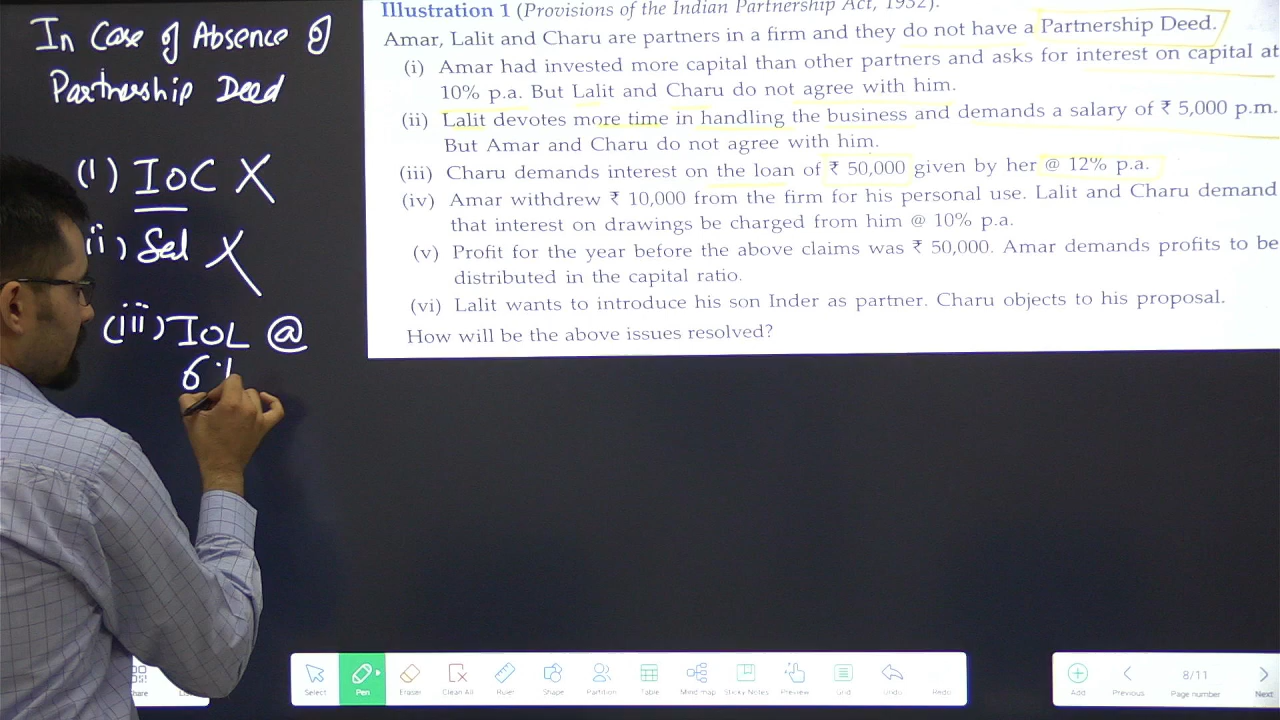 In Case of Absence of
Partnership Deed
(i) IOC X
ii) Sal X
(iii) IOL @
6%
Illustration 1 (Provisions of the Indian Partnership Act, 1932).
Amar, Lalit and Charu are partners in a firm and they do not have a Partnership Deed.
(i) Amar had invested more capital than other partners and asks for interest on capital at
10% p.a. But Lalit and Charu do not agree with him.
(ii) Lalit devotes more time in handling the business and demands a salary of ₹ 5,000 p.m.
But Amar and Charu do not agree with him.
(iii) Charu demands interest on the loan of ₹ 50,000 given by her @ 12% p.a.
(iv) Amar withdrew ₹ 10,000 from the firm for his personal use. Lalit and Charu demand
that interest on drawings be charged from him @ 10% p.a.
(v) Profit for the year before the above claims was ₹ 50,000. Amar demands profits to be
distributed in the capital ratio.
(vi) Lalit wants to introduce his son Inder as partner. Charu objects to his proposal.
How will be the above issues resolved?
Select Pen Eraser Clean All Ruler Shape Partition Table Mind map Sticky Notes Preview Undo Redo
8/11
Add Previous Page number Next